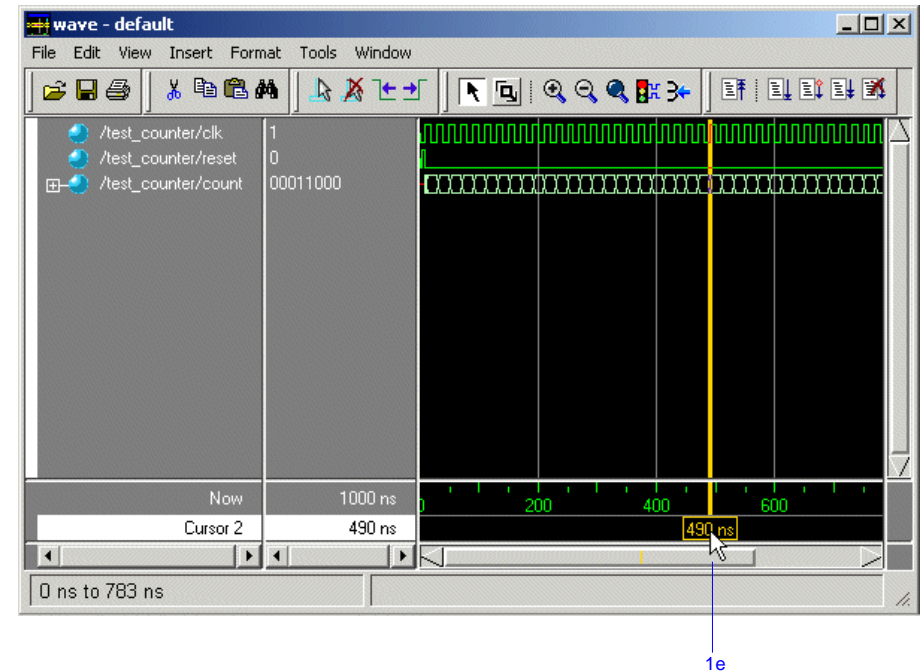 wave - default
File Edit View Insert Format Tools Window
/test_counter/clk 1
/test_counter/reset 0
/test_counter/count 00011000
Now 1000 ns
0 200 400 600
Cursor 2 490 ns
490 ns
0 ns to 783 ns
1e